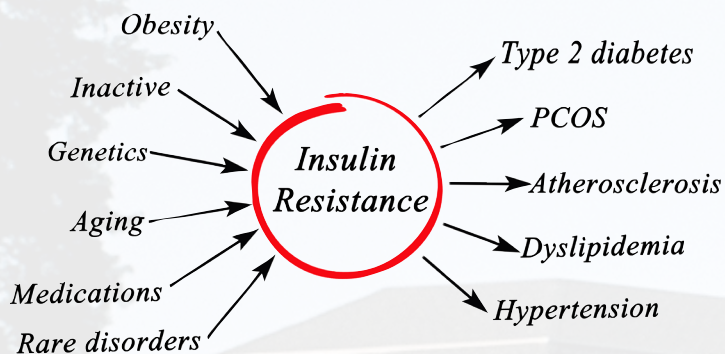 Obesity
Inactive
Genetics
Aging
Medications
Rare disorders
Insulin
Resistance
Type 2 diabetes
PCOS
Atherosclerosis
Dyslipidemia
Hypertension